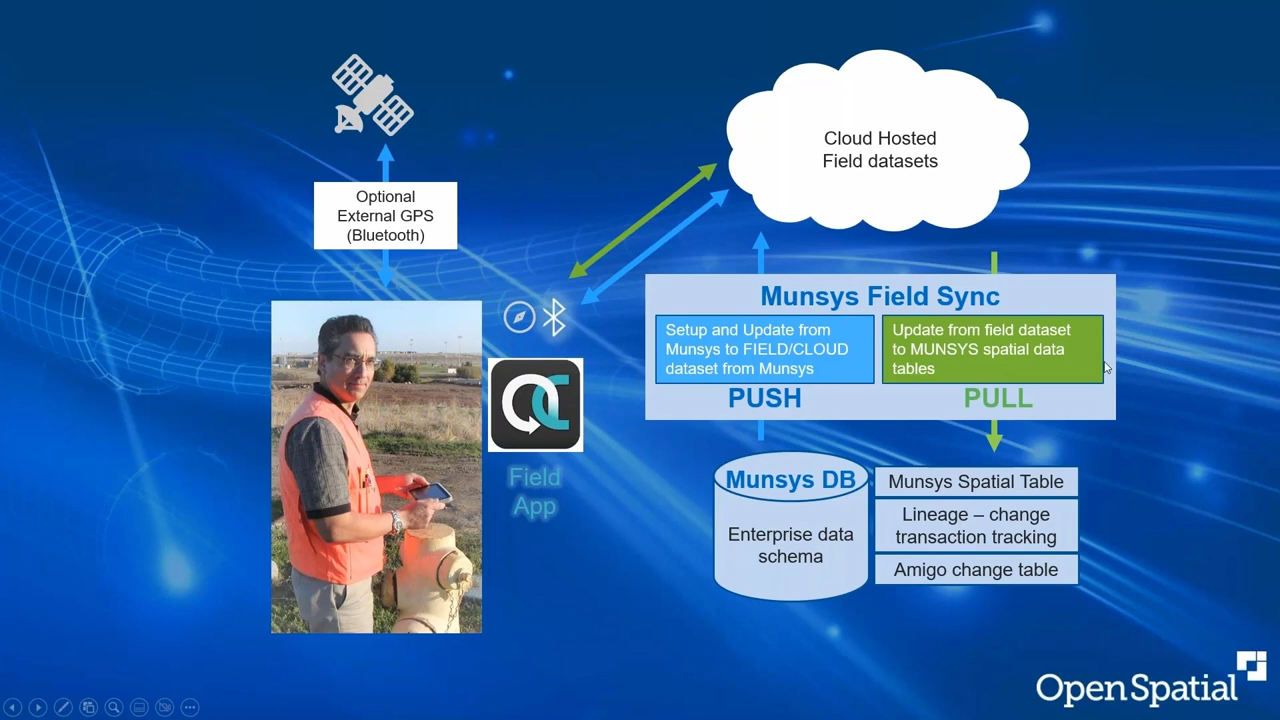 Optional
External GPS
(Bluetooth)
Cloud Hosted
Field datasets
Field
App
Munsys Field Sync
Setup and Update from
Munsys to FIELD/CLOUD
dataset from Munsys
PUSH
Update from field dataset
to MUNSYS spatial data
tables
PULL
Munsys DB
Enterprise data
schema
Munsys Spatial Table
Lineage – change
transaction tracking
Amigo change table
Open Spatial